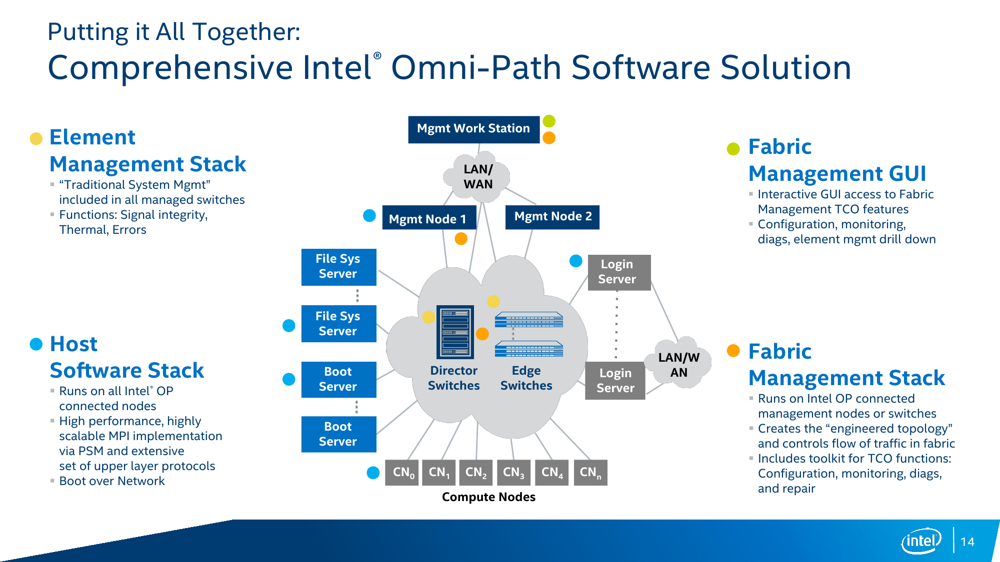 Putting it All Together:
Comprehensive Intel® Omni-Path Software Solution
Element
Management Stack
▪ “Traditional System Mgmt”
included in all managed switches
▪ Functions: Signal integrity,
Thermal, Errors
Host
Software Stack
▪ Runs on all Intel® OP
connected nodes
▪ High performance, highly
scalable MPI implementation
via PSM and extensive
set of upper layer protocols
▪ Boot over Network
Mgmt Work Station
LAN/
WAN
Mgmt Node 1
Mgmt Node 2
File Sys
Server
File Sys
Server
Boot
Server
Boot
Server
Director
Switches
Edge
Switches
Login
Server
Login
Server
LAN/W
AN
CN0 CN1 CN2 CN3 CN4 CNn
Compute Nodes
Fabric
Management GUI
▪ Interactive GUI access to Fabric
Management TCO features
▪ Configuration, monitoring,
diags, element mgmt drill down
Fabric
Management Stack
▪ Runs on Intel OP connected
management nodes or switches
▪ Creates the “engineered topology”
and controls flow of traffic in fabric
▪ Includes toolkit for TCO functions:
Configuration, monitoring, diags,
and repair
intel
14